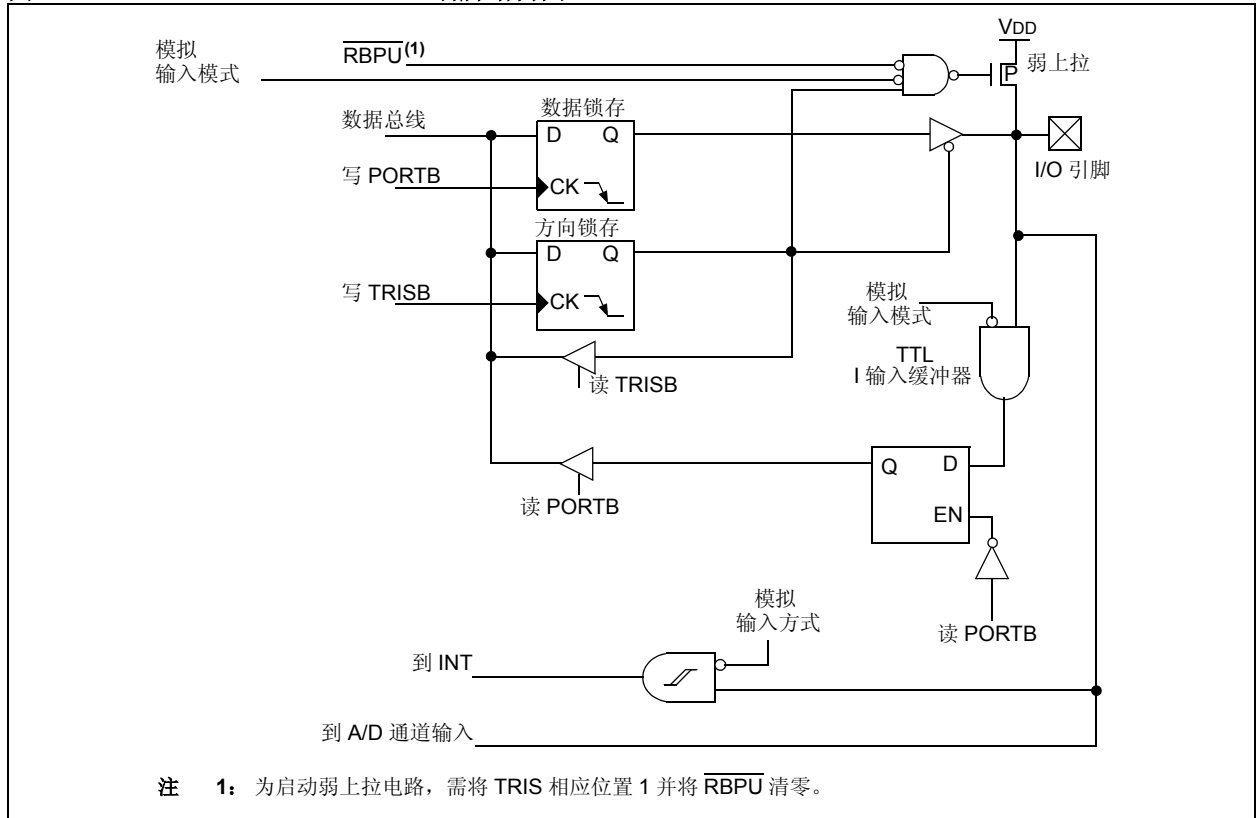 VDD
模拟
输入模式
RBPU(1)
P
弱上拉
数据总线
数据锁存
D Q
I/O 引脚
写 PORTB
CK
方向锁存
D Q
写 TRISB
CK
模拟
输入模式
TTL
I 输入缓冲器
读 TRISB
Q D
EN
读 PORTB
模拟
输入方式
读 PORTB
到 INT
到 A/D 通道输入
注 1: 为启动弱上拉电路，需将 TRIS 相应位置 1 并将 RBPU 清零。